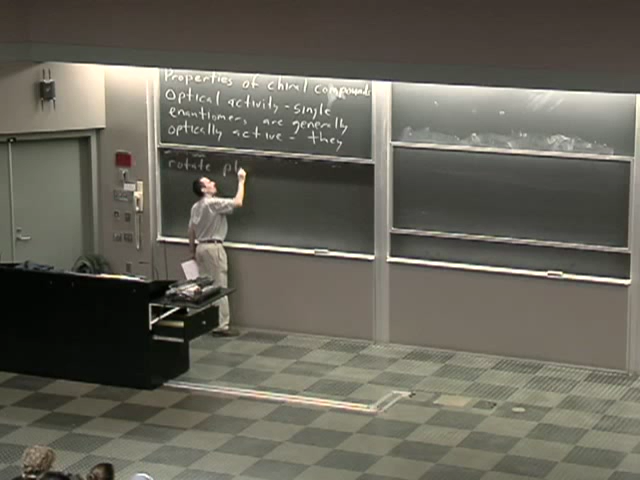 Properties of chiral compounds
Optical activity - single
enantiomers are generally
optically active - they
rotate pl